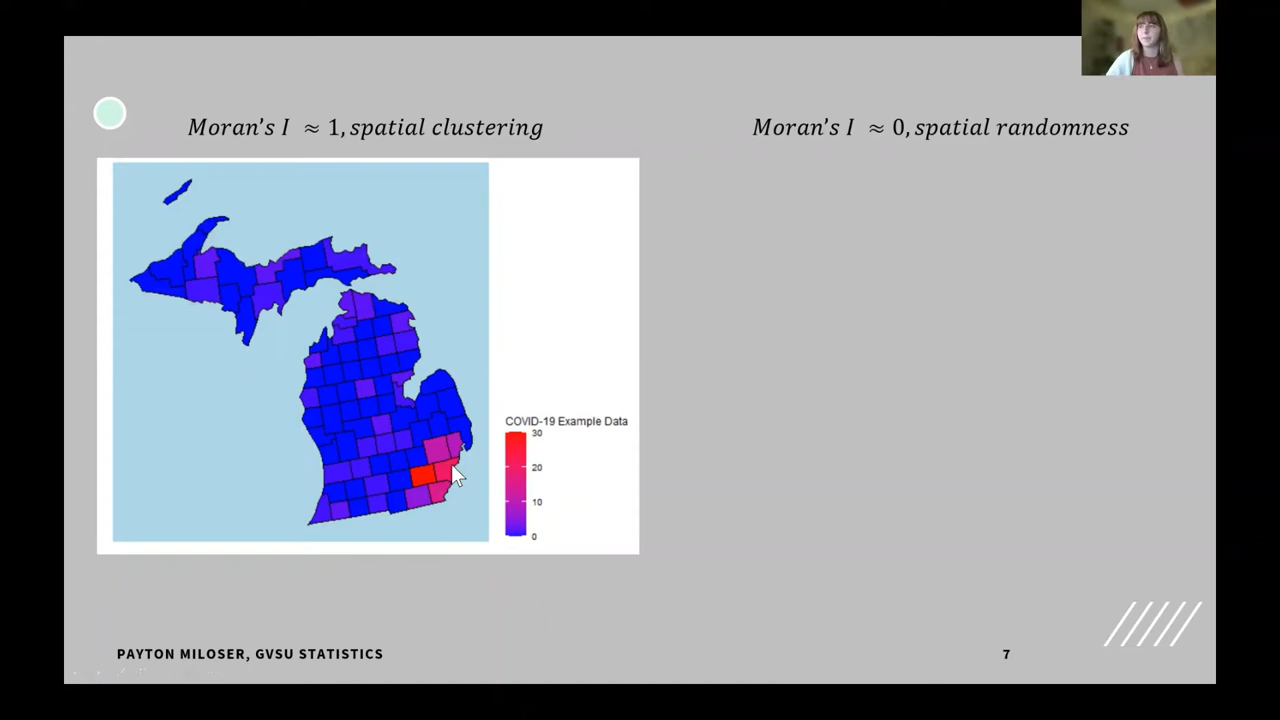 Moran's I ≈ 1, spatial clustering
Moran's I ≈ 0, spatial randomness
COVID-19 Example Data
30
20
10
0
PAYTON MILOSER, GVSU STATISTICS
7